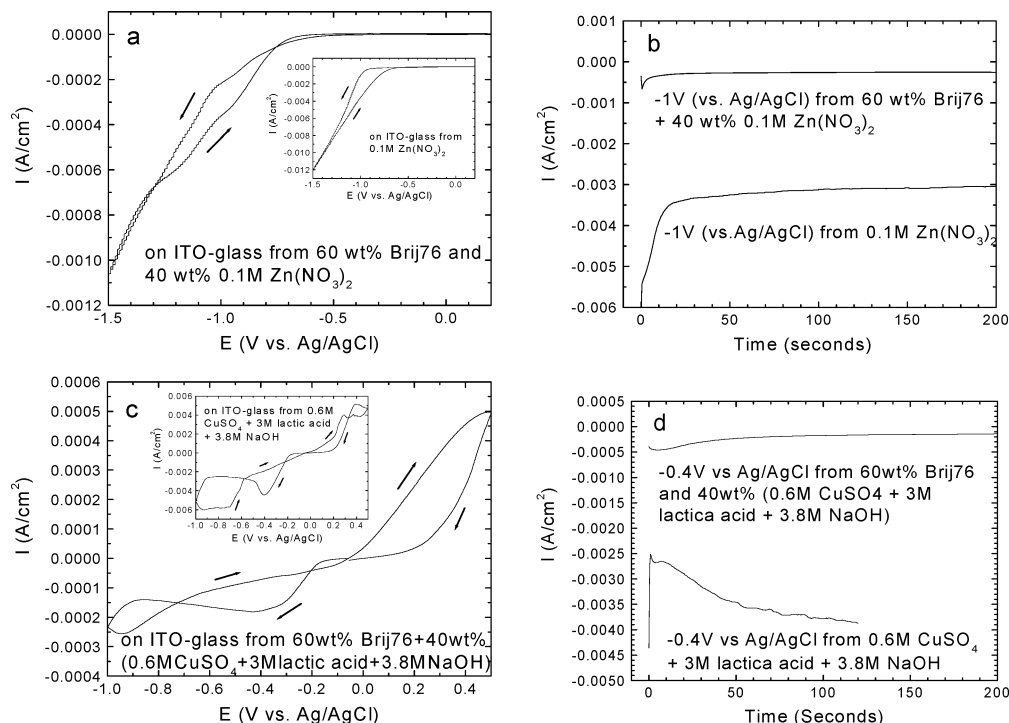 a
0.0000
-0.0002
-0.0004
-0.0006
-0.0008
-0.0010
-0.0012
I (A/cm²)
-1.5
-1.0
-0.5
0.0
E (V vs. Ag/AgCl)
on ITO-glass from 60 wt% Brij76 and
40 wt% 0.1M Zn(NO₃)₂
0.000
-0.002
-0.004
-0.006
-0.008
-0.010
-0.012
I (A/cm²)
on ITO-glass from
0.1M Zn(NO₃)₂
-1.5
-1.0
-0.5
0.0
E (V vs. Ag/AgCl)
b
0.000
-0.001
-0.002
-0.003
-0.004
-0.005
-0.006
I (A/cm²)
-1V (vs. Ag/AgCl) from 60 wt% Brij76
+ 40 wt% 0.1M Zn(NO₃)₂
-1V (vs.Ag/AgCl) from 0.1M Zn(NO₃)₂
0
50
100
150
200
Time (seconds)
c
0.0006
0.0005
0.0004
0.0003
0.0002
0.0001
0.0000
-0.0001
-0.0002
-0.0003
-0.0004
I (A/cm²)
0.006
0.004
0.002
0.000
-0.002
-0.004
-0.006
I (A/cm²)
on ITO-glass from 0.6M
CuSO₄ + 3M lactic acid
+ 3.8M NaOH
-1.0
-0.8
-0.6
-0.4
-0.2
0.0
0.2
0.4
E (V vs. Ag/AgCl)
on ITO-glass from 60wt% Brij76+40wt%
(0.6MCuSO₄+3Mlactic acid+3.8MNaOH)
-1.0
-0.8
-0.6
-0.4
-0.2
0.0
0.2
0.4
E (V vs. Ag/AgCl)
d
0.0005
0.0000
-0.0005
-0.0010
-0.0015
-0.0020
-0.0025
-0.0030
-0.0035
-0.0040
-0.0045
-0.0050
I (A/cm²)
-0.4V vs Ag/AgCl from 60wt% Brij76
and 40wt% (0.6M CuSO4 + 3M
lactica acid + 3.8M NaOH)
-0.4V vs Ag/AgCl from 0.6M CuSO₄
+ 3M lactica acid + 3.8M NaOH
0
50
100
150
200
Time (Seconds)